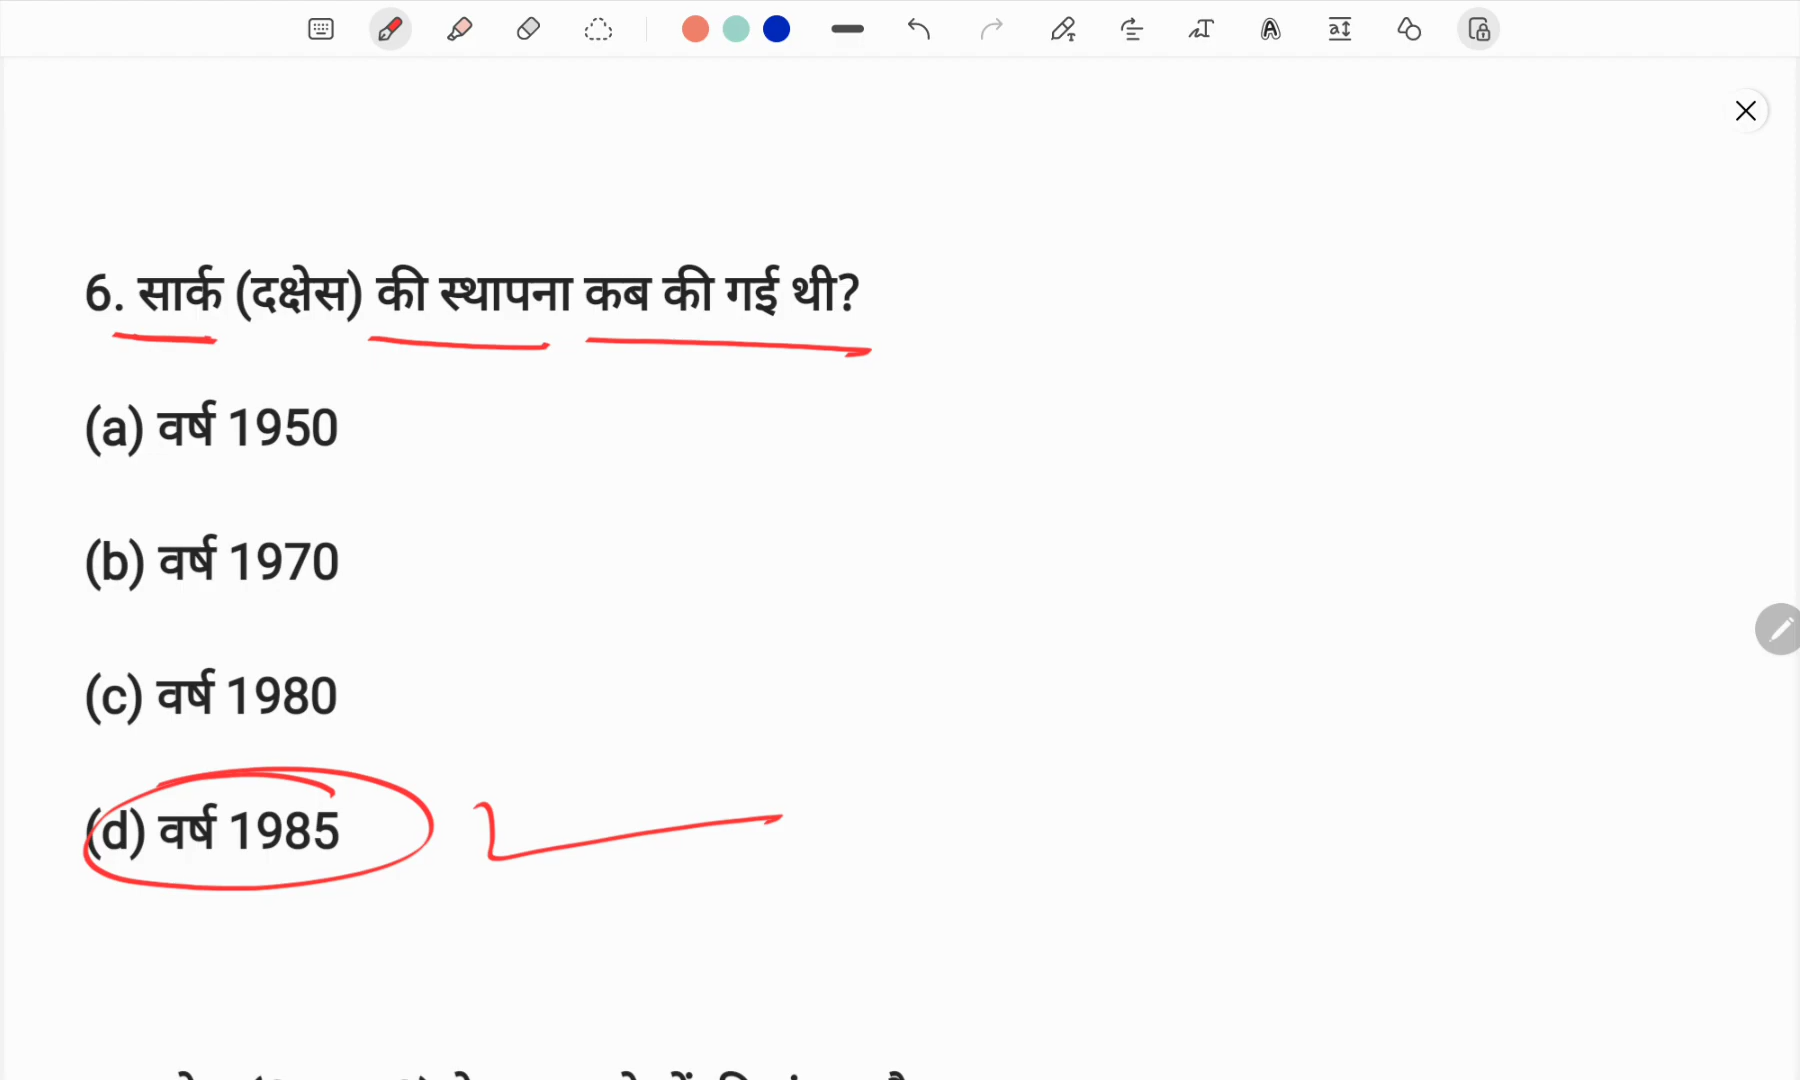 6. सार्क (दक्षेस) की स्थापना कब की गई थी?
(a) वर्ष 1950
(b) वर्ष 1970
(c) वर्ष 1980
(d) वर्ष 1985